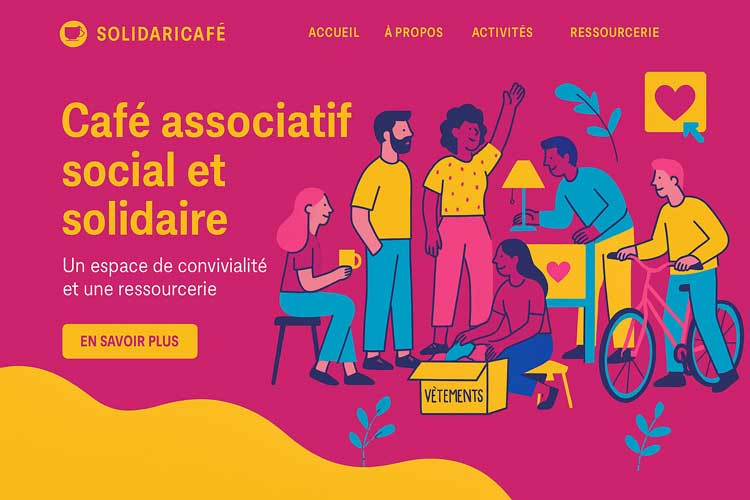 SOLIDARICAFÉ
ACCUEIL À PROPOS ACTIVITÉS RESSOURCERIE
Café associatif
social et
solidaire
Un espace de convivialité
et une ressourcerie
EN SAVOIR PLUS
VÊTEMENTS